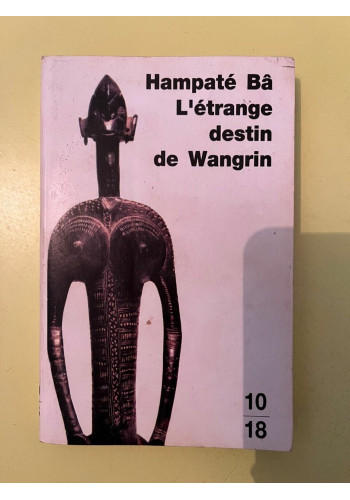 Hampaté Bâ
L'étrange
destin
de Wangrin
10
18